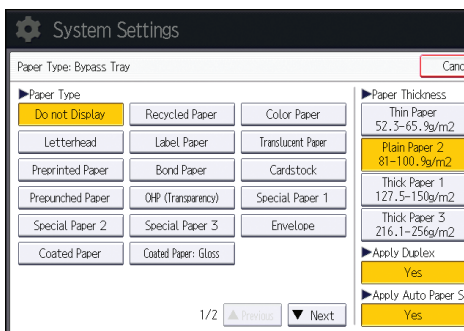 System Settings
Paper Type: Bypass Tray
Canc
▶Paper Type
Do not Display Recycled Paper Color Paper
Letterhead Label Paper Translucent Paper
Preprinted Paper Bond Paper Cardstock
Prepunched Paper OHP (Transparency) Special Paper 1
Special Paper 2 Special Paper 3 Envelope
Coated Paper Coated Paper: Gloss
1/2 ▲ Previous ▼ Next
▶Paper Thickness
Thin Paper
52.3-65.9g/m2
Plain Paper 2
81-100.9g/m2
Thick Paper 1
127.5-150g/m2
Thick Paper 3
216.1-256g/m2
▶Apply Duplex
Yes
▶Apply Auto Paper S
Yes